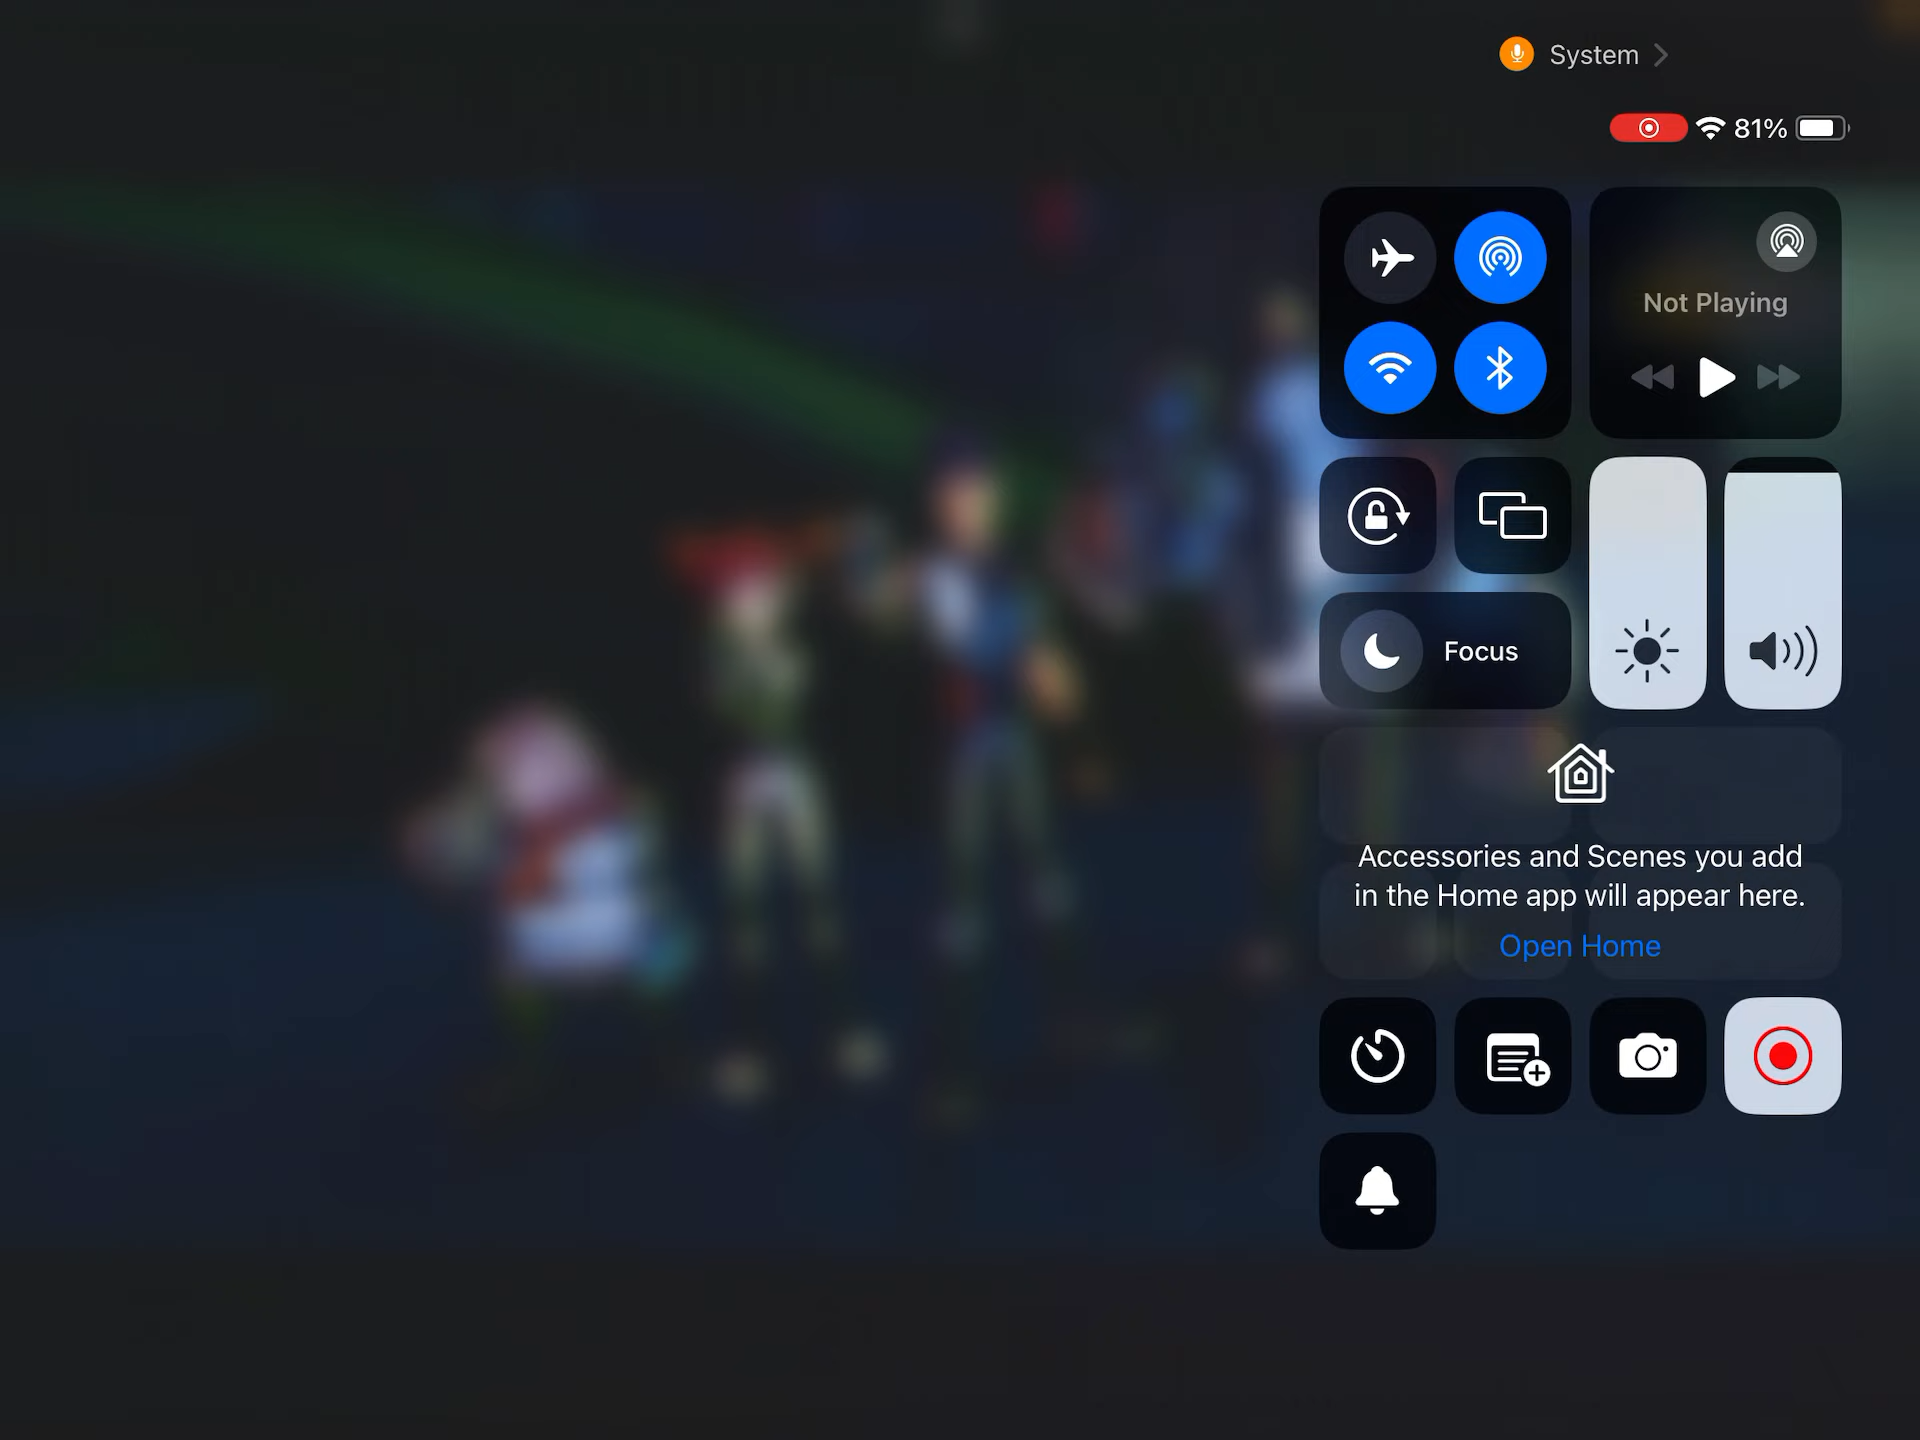 System
81%
Not Playing
Focus
Accessories and Scenes you add
in the Home app will appear here.
Open Home